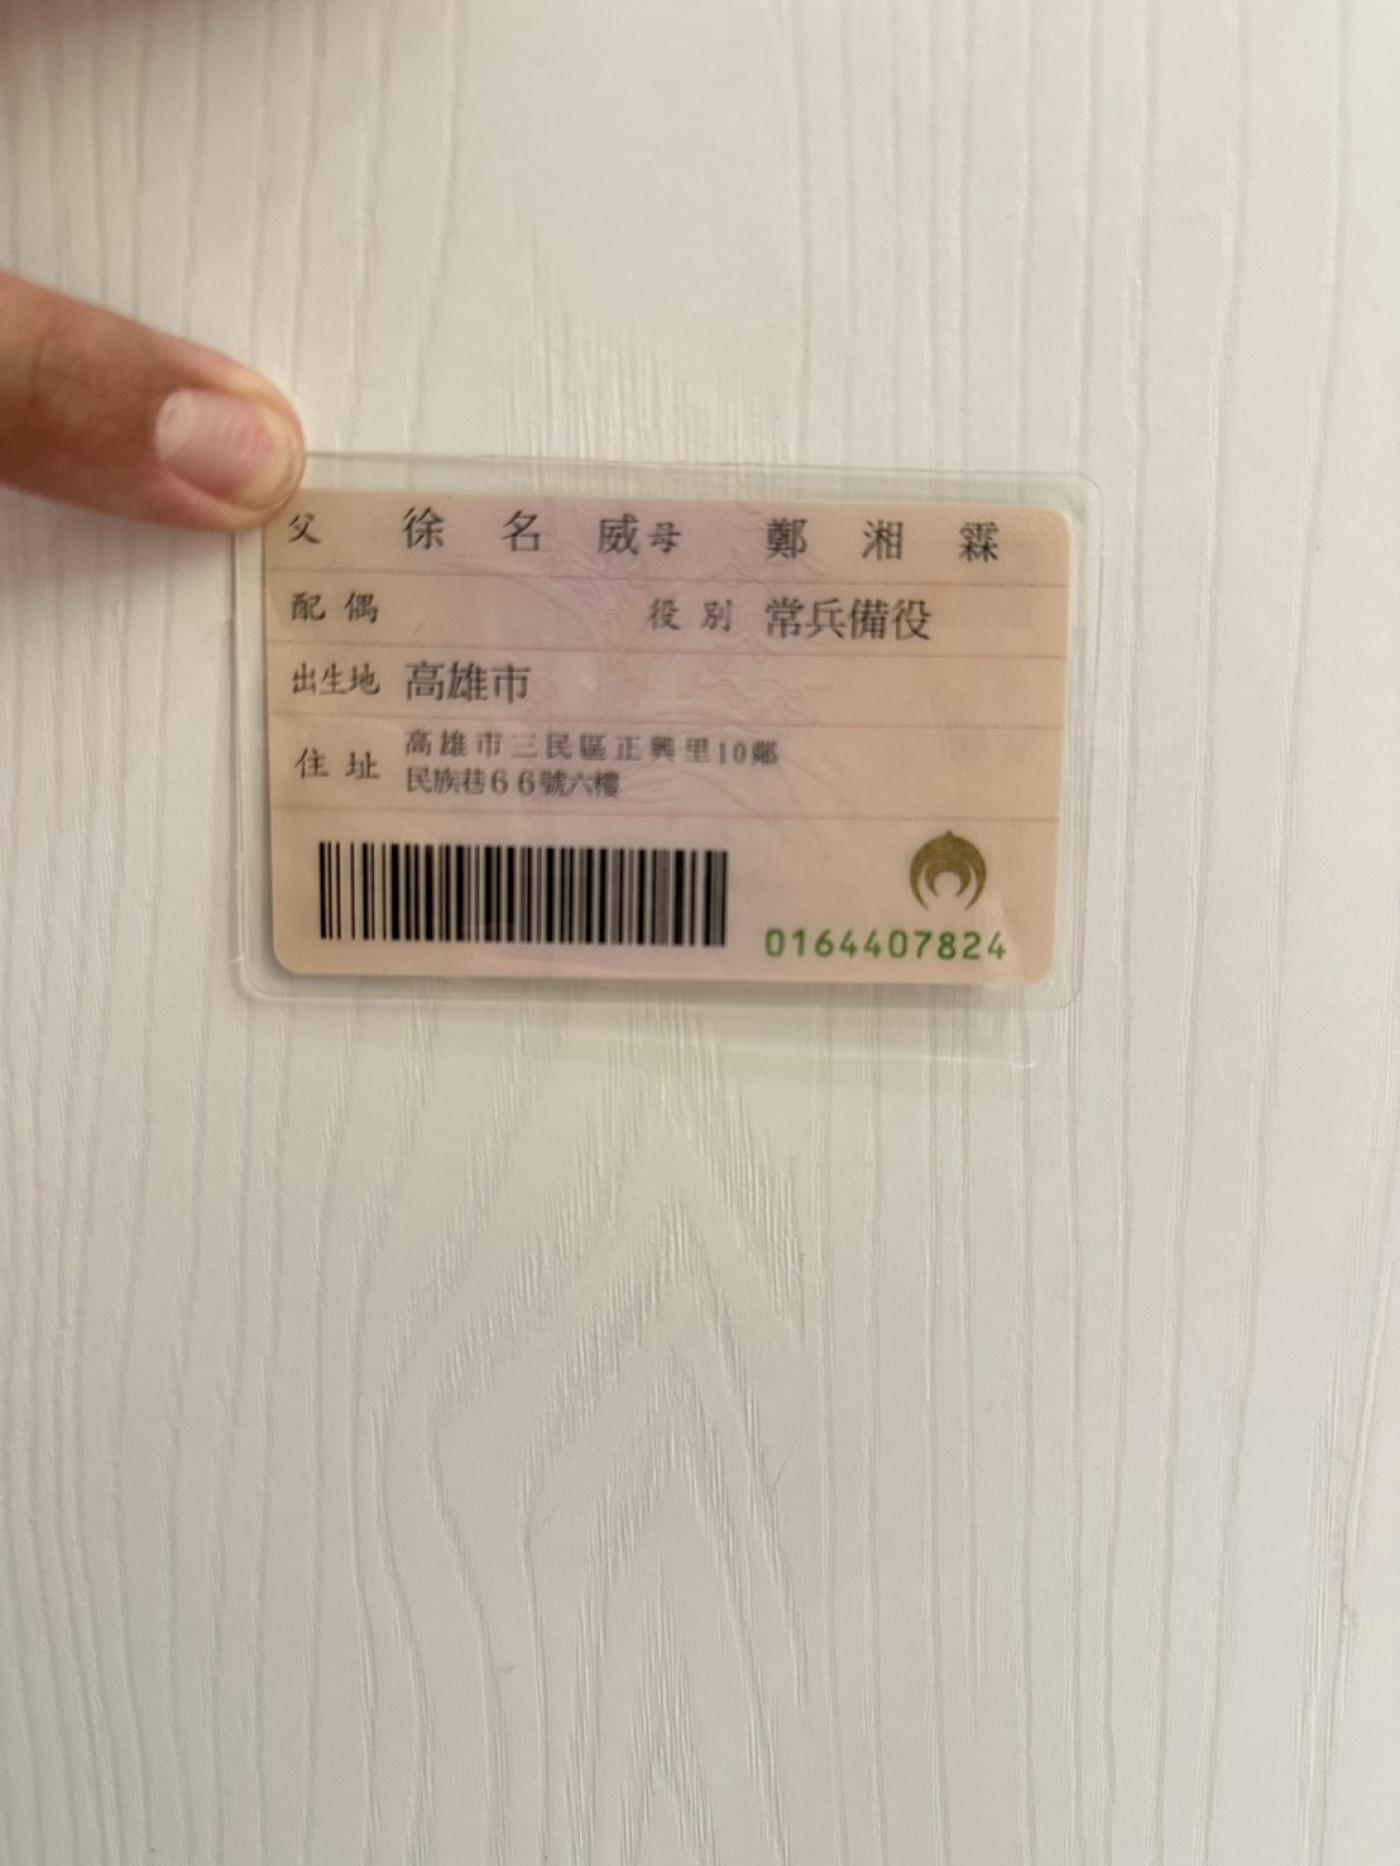 父 徐名威 母 鄭湘霖
配偶 役別 常兵備役
出生地 高雄市
住址 高雄市三民區正興里10鄰
民族巷66號六樓
0164407824